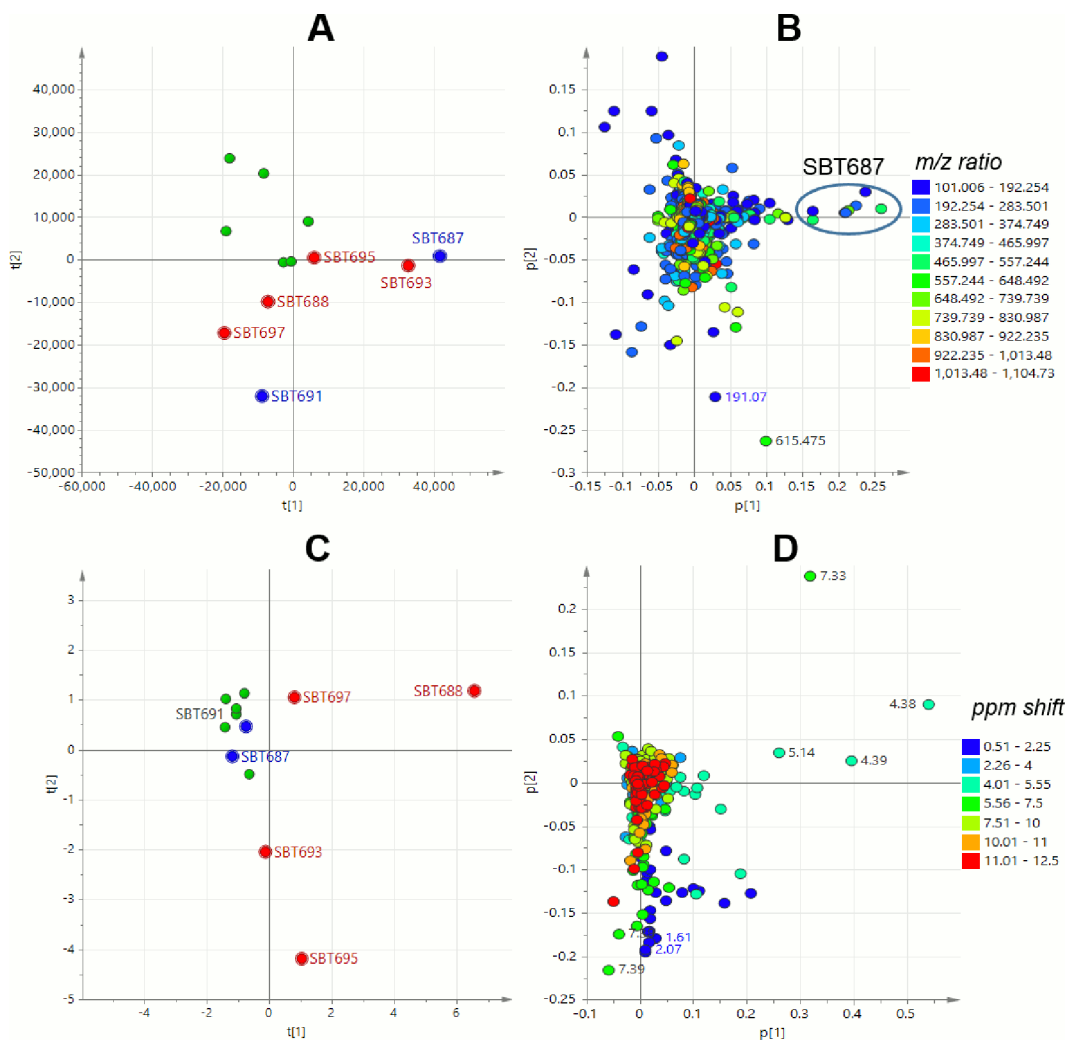 A
B
t[2]
40,000
30,000
20,000
10,000
0
-10,000
-20,000
-30,000
-40,000
-50,000
-60,000
-40,000
-20,000
0
20,000
40,000
t[1]
SBT687
SBT695
SBT693
SBT688
SBT697
SBT691
p[2]
0.15
0.1
0.05
0
-0.05
-0.1
-0.15
-0.2
-0.25
-0.3
-0.15
-0.1
-0.05
0
0.05
0.1
0.15
0.2
0.25
p[1]
SBT687
191.07
615.475
m/z ratio
101.006 - 192.254
192.254 - 283.501
283.501 - 374.749
374.749 - 465.997
465.997 - 557.244
557.244 - 648.492
648.492 - 739.739
739.739 - 830.987
830.987 - 922.235
922.235 - 1,013.48
1,013.48 - 1,104.73
C
D
t[2]
3
2
1
0
-1
-2
-3
-4
-5
-4
-2
0
2
4
6
t[1]
SBT697
SBT688
SBT691
SBT687
SBT693
SBT695
p[2]
0.2
0.15
0.1
0.05
0
-0.05
-0.1
-0.15
-0.2
-0.25
-0.1
0
0.1
0.2
0.3
0.4
0.5
p[1]
7.33
4.38
5.14
4.39
1.61
2.07
7.39
ppm shift
0.51 - 2.25
2.26 - 4
4.01 - 5.55
5.56 - 7.5
7.51 - 10
10.01 - 11
11.01 - 12.5